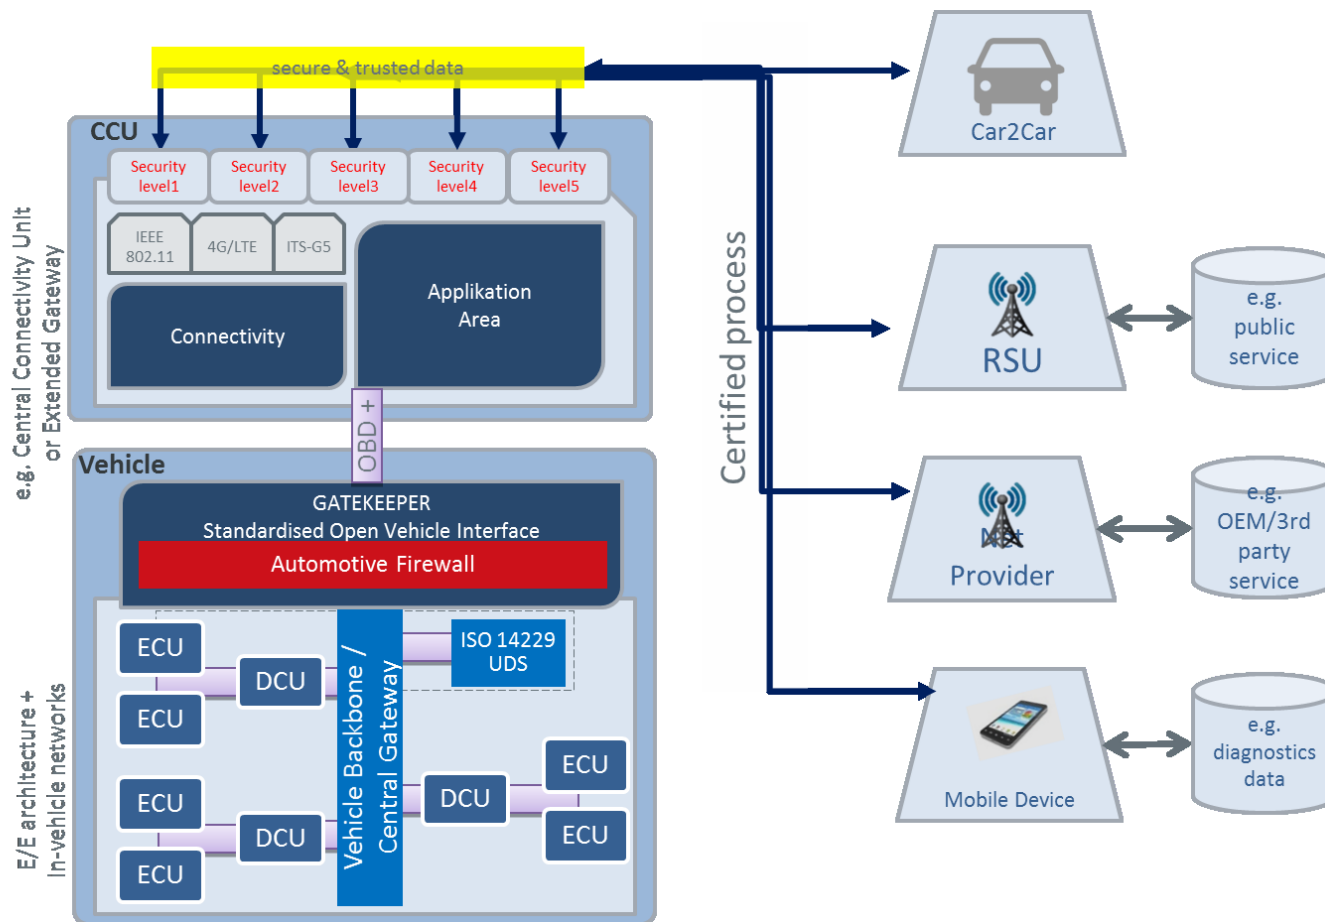 secure & trusted data
CCU
Security
level1
Security
level2
Security
level3
Security
level4
Security
level5
IEEE
802.11
4G/LTE
ITS-G5
Connectivity
Applikation
Area
OBD +
e.g. Central Connectivity Unit
or Extended Gateway
Vehicle
GATEKEEPER
Standardised Open Vehicle Interface
Automotive Firewall
ECU
ECU
DCU
ISO 14229
UDS
Vehicle Backbone /
Central Gateway
ECU
ECU
DCU
DCU
ECU
ECU
E/E architecture +
In-vehicle networks
Certified process
Car2Car
RSU
e.g.
public
service
Provider
e.g.
OEM/3rd
party
service
Mobile Device
e.g.
diagnostics
data